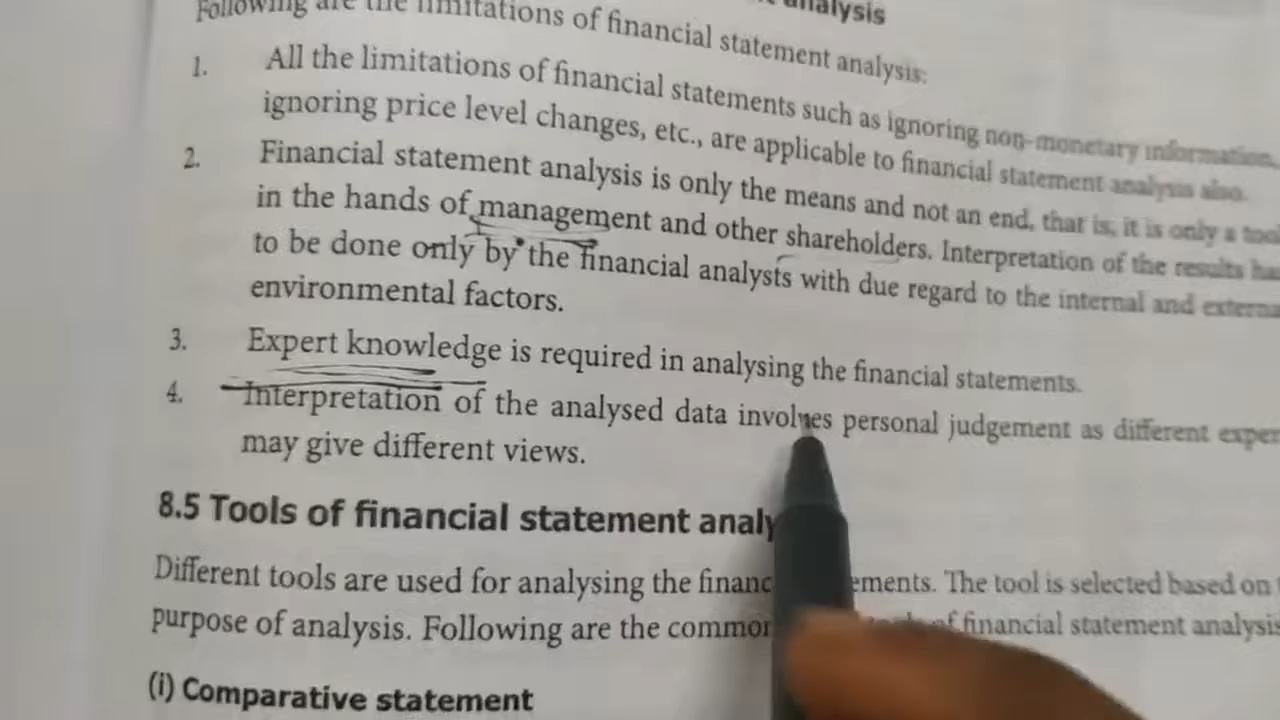 analysis
Following are the limitations of financial statement analysis:
1. All the limitations of financial statements such as ignoring non-monetary information,
ignoring price level changes, etc., are applicable to financial statement analysis also.
2. Financial statement analysis is only the means and not an end, that is, it is only a tool
in the hands of management and other shareholders. Interpretation of the results has
to be done only by the financial analysts with due regard to the internal and
environmental factors.
3. Expert knowledge is required in analysing the financial statements.
4. Interpretation of the analysed data involves personal judgement as different
may give different views.
8.5 Tools of financial statement
Different tools are used for analysing the The tool is selected based on
purpose of analysis. Following are the of financial statement analysis
(i) Comparative statement